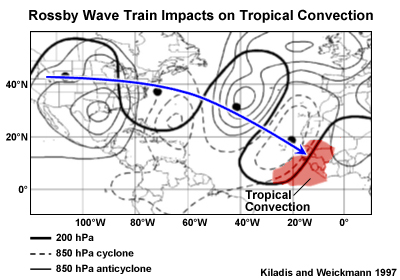 Rossby Wave Train Impacts on Tropical Convection
40°N
20°N
0°
100°W 80°W 60°W 40°W 20°W 0°
Tropical
Convection
200 hPa
850 hPa cyclone
850 hPa anticyclone
Kiladis and Weickmann 1997